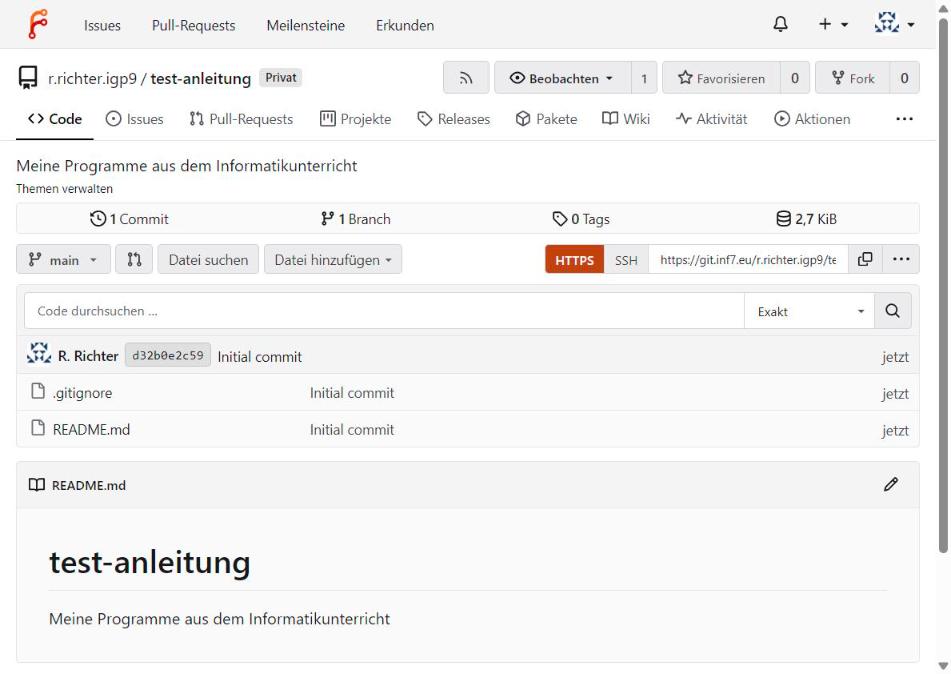 Issues Pull-Requests Meilensteine Erkunden
r.richter.igp9 / test-anleitung Privat Beobachten 1 Favorisieren 0 Fork 0
Code Issues Pull-Requests Projekte Releases Pakete Wiki Aktivität Aktionen
Meine Programme aus dem Informatikunterricht
Themen verwalten
1 Commit 1 Branch 0 Tags 2,7 KiB
main Datei suchen Datei hinzufügen HTTPS SSH https://git.inf7.eu/r.richter.igp9/te
Code durchsuchen ... Exakt
R. Richter d32b0e2c59 Initial commit jetzt
.gitignore Initial commit jetzt
README.md Initial commit jetzt
README.md
test-anleitung
Meine Programme aus dem Informatikunterricht